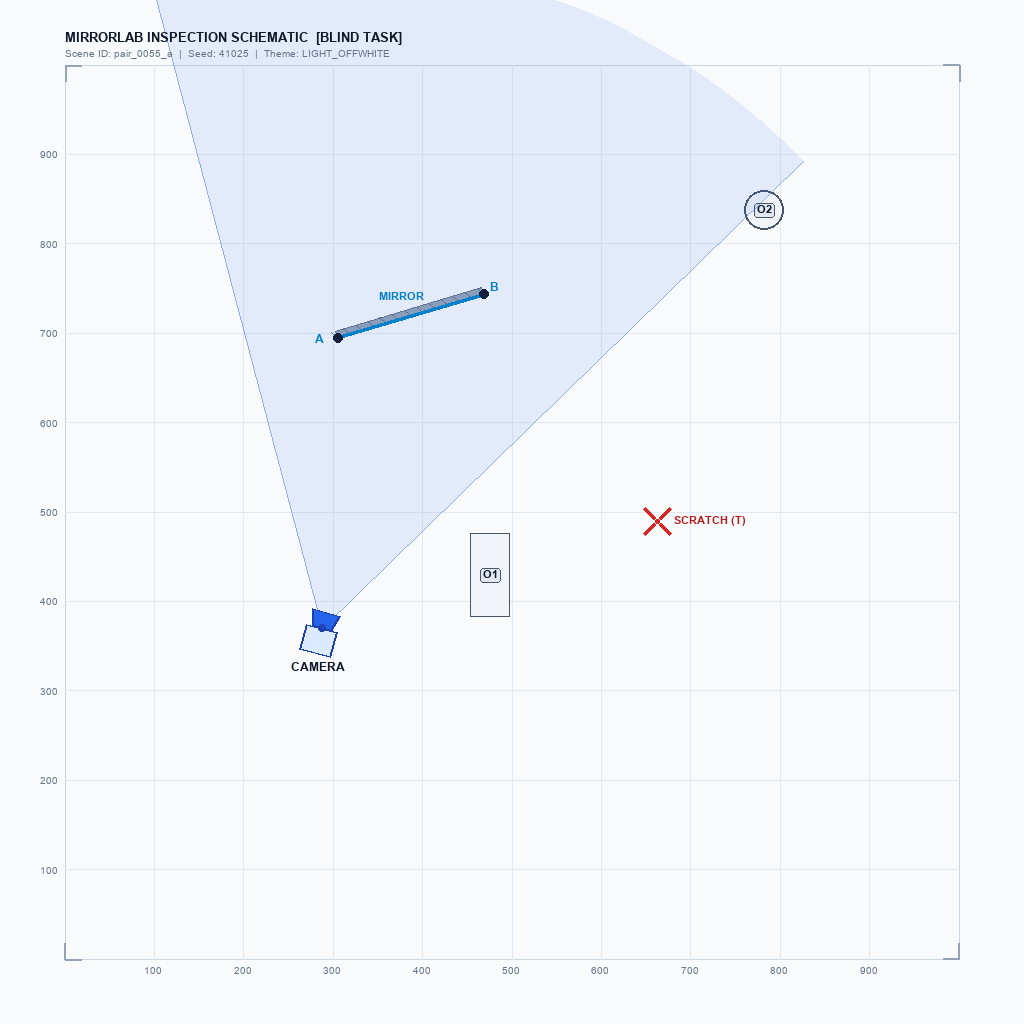 MIRRORLAB INSPECTION SCHEMATIC [BLIND TASK]
Scene ID: pair_0055_a | Seed: 41025 | Theme: LIGHT_OFFWHITE
900
O2
800
B
MIRROR
700
A
600
500
SCRATCH (T)
O1
400
CAMERA
300
200
100
100 200 300 400 500 600 700 800 900